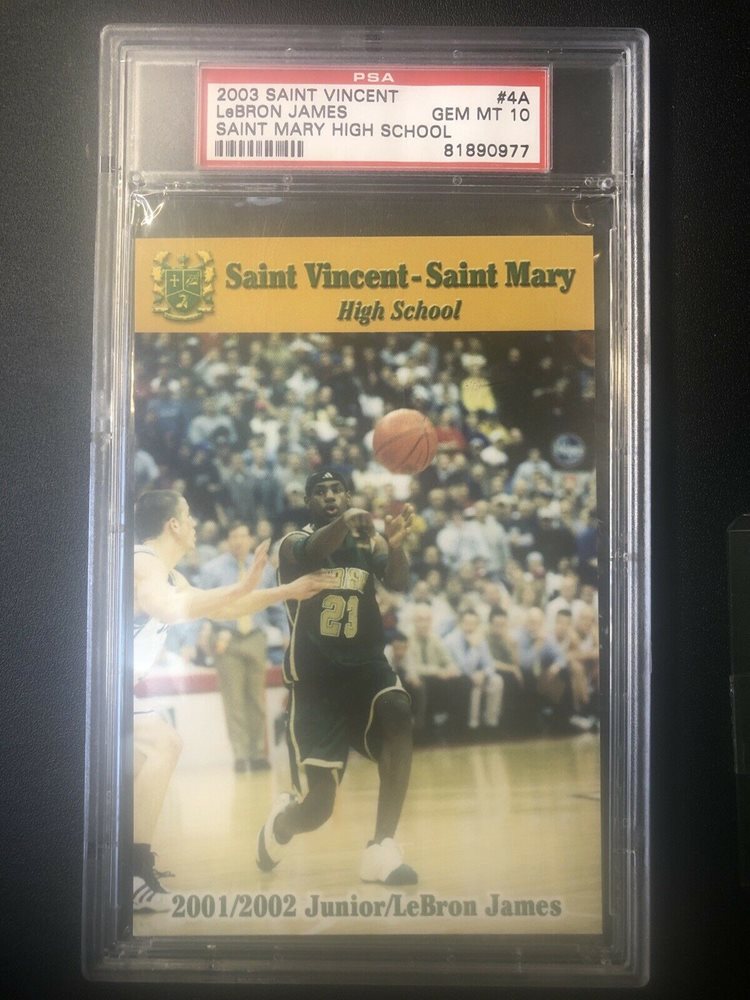 PSA
2003 SAINT VINCENT #4A
LeBRON JAMES GEM MT 10
SAINT MARY HIGH SCHOOL
81890977
Saint Vincent-Saint Mary
High School
23
2001/2002 Junior/LeBron James